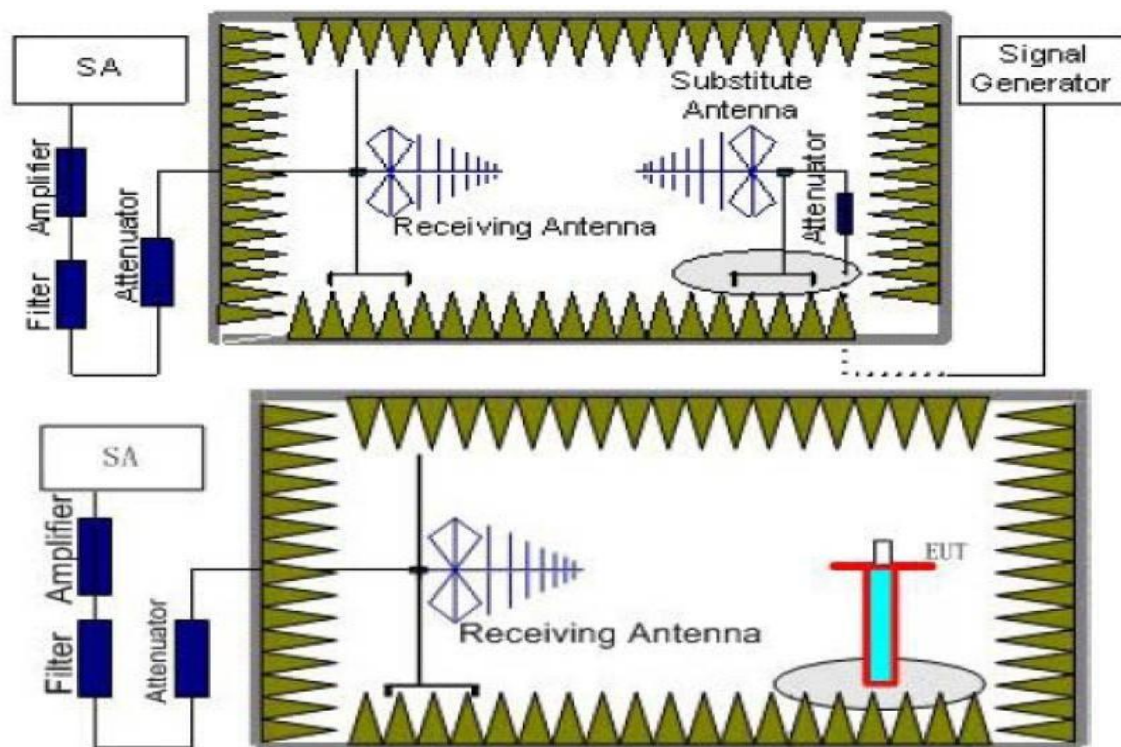 SA
Signal
Generator
Substitute
Antenna
Amplifier
Attenuator
Filter
Receiving Antenna
Attenuator
SA
Amplifier
EUT
Filter
Attenuator
Receiving Antenna